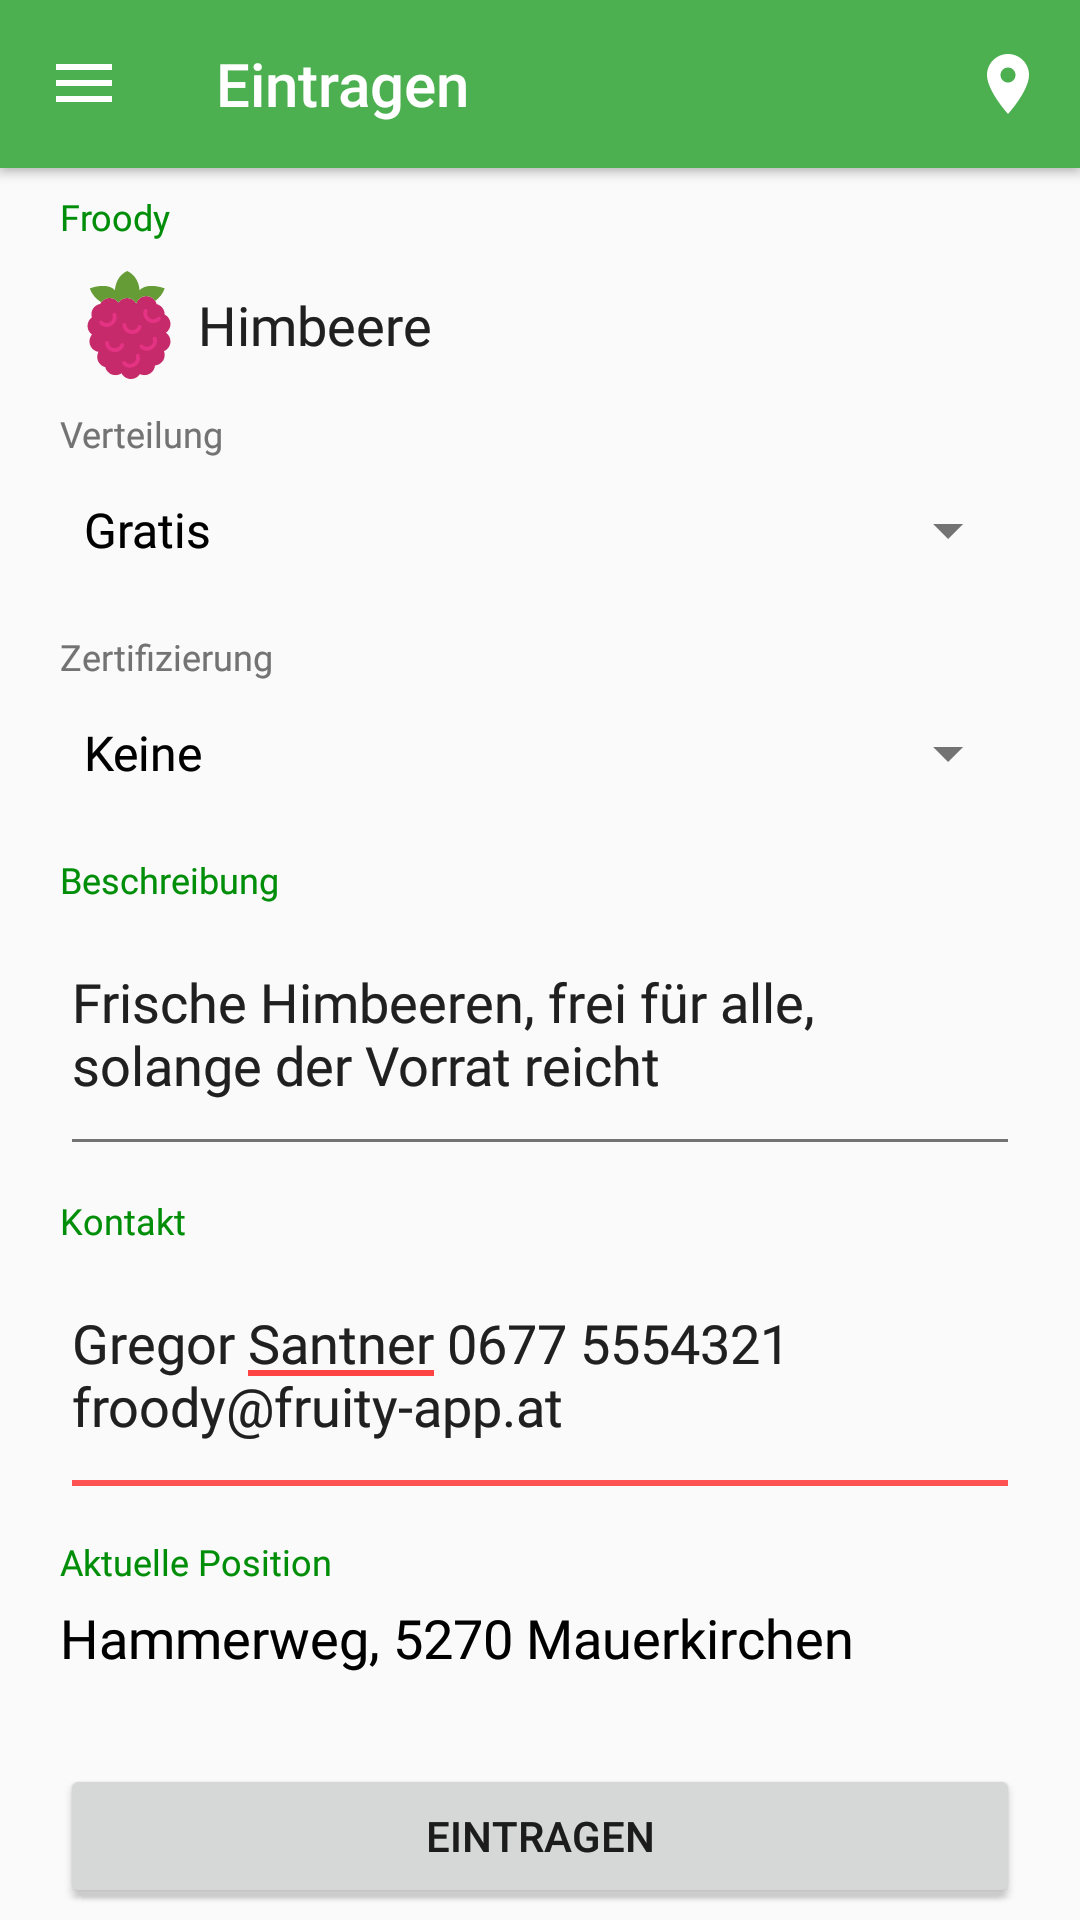 Eintragen
Froody
Himbeere
Verteilung
Gratis
Zertifizierung
Keine
Beschreibung
Frische Himbeeren, frei für alle,
solange der Vorrat reicht
Kontakt
Gregor Santner 0677 5554321
froody@fruity-app.at
Aktuelle Position
Hammerweg, 5270 Mauerkirchen
EINTRAGEN